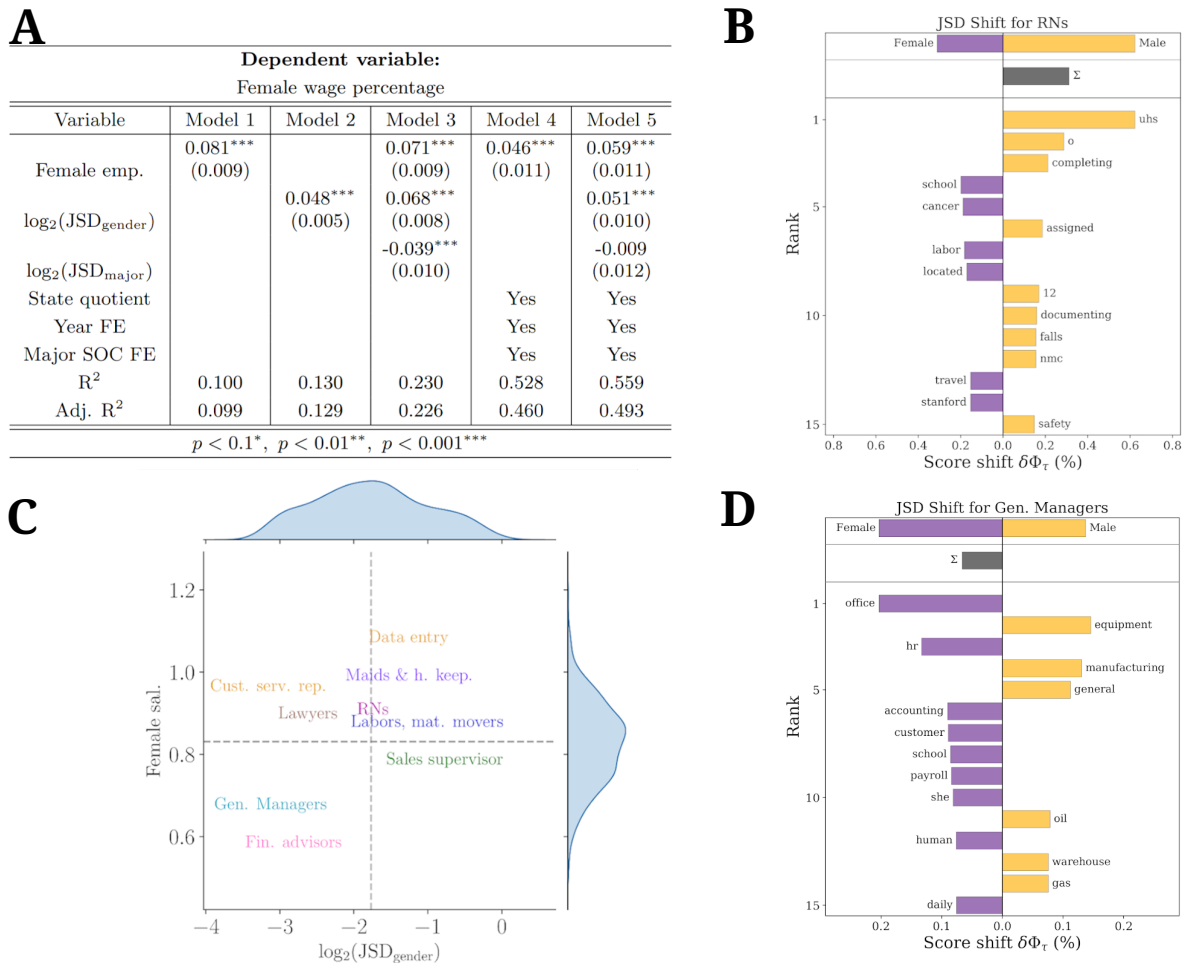 A
Dependent variable:
Female wage percentage
Variable Model 1 Model 2 Model 3 Model 4 Model 5
Female emp. 0.081*** 0.071*** 0.046*** 0.059***
(0.009) (0.009) (0.011) (0.011)
log₂(JSD_gender) 0.048*** 0.068*** 0.051***
(0.005) (0.008) (0.010)
log₂(JSD_major) -0.039*** -0.009
(0.010) (0.012)
State quotient Yes Yes
Year FE Yes Yes
Major SOC FE Yes Yes
R² 0.100 0.130 0.230 0.528 0.559
Adj. R² 0.099 0.129 0.226 0.460 0.493
p < 0.1*, p < 0.01**, p < 0.001***
B
JSD Shift for RNs
Female Male
Σ
1 uhs
o
completing
school
5 cancer
assigned
labor
located
12
10 documenting
falls
nmc
travel
stanford
15 safety
Rank
0.8 0.6 0.4 0.2 0.0 0.2 0.4 0.6 0.8
Score shift δΦτ (%)
C
1.2
1.0
0.8
0.6
Female sal.
Data entry
Maids & h. keep.
Cust. serv. rep.
Lawyers
RNs
Labors, mat. movers
Sales supervisor
Gen. Managers
Fin. advisors
−4 −3 −2 −1 0
log₂(JSD_gender)
D
JSD Shift for Gen. Managers
Female Male
Σ
1 office
equipment
hr
manufacturing
5 general
accounting
customer
school
payroll
10 she
oil
human
warehouse
gas
15 daily
Rank
0.2 0.1 0.0 0.1 0.2
Score shift δΦτ (%)